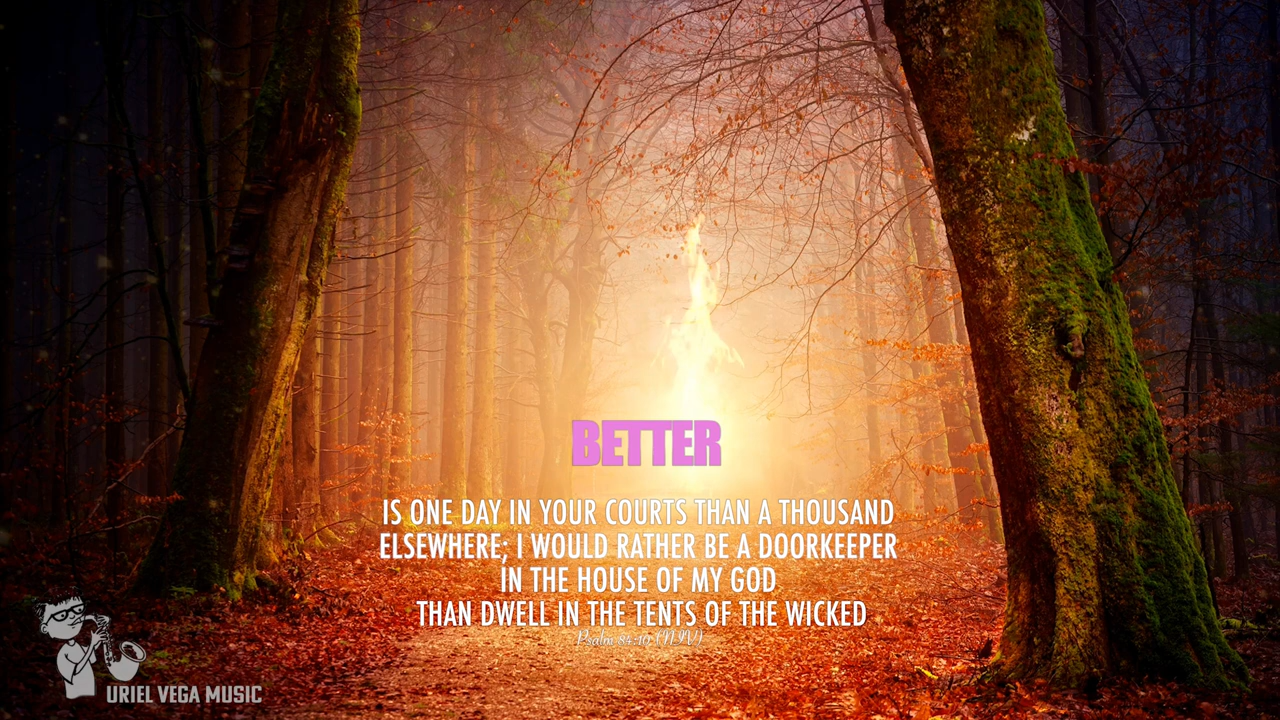 BETTER
IS ONE DAY IN YOUR COURTS THAN A THOUSAND
ELSEWHERE; I WOULD RATHER BE A DOORKEEPER
IN THE HOUSE OF MY GOD
THAN DWELL IN THE TENTS OF THE WICKED
Psalm 84:10 (NIV)
URIEL VEGA MUSIC